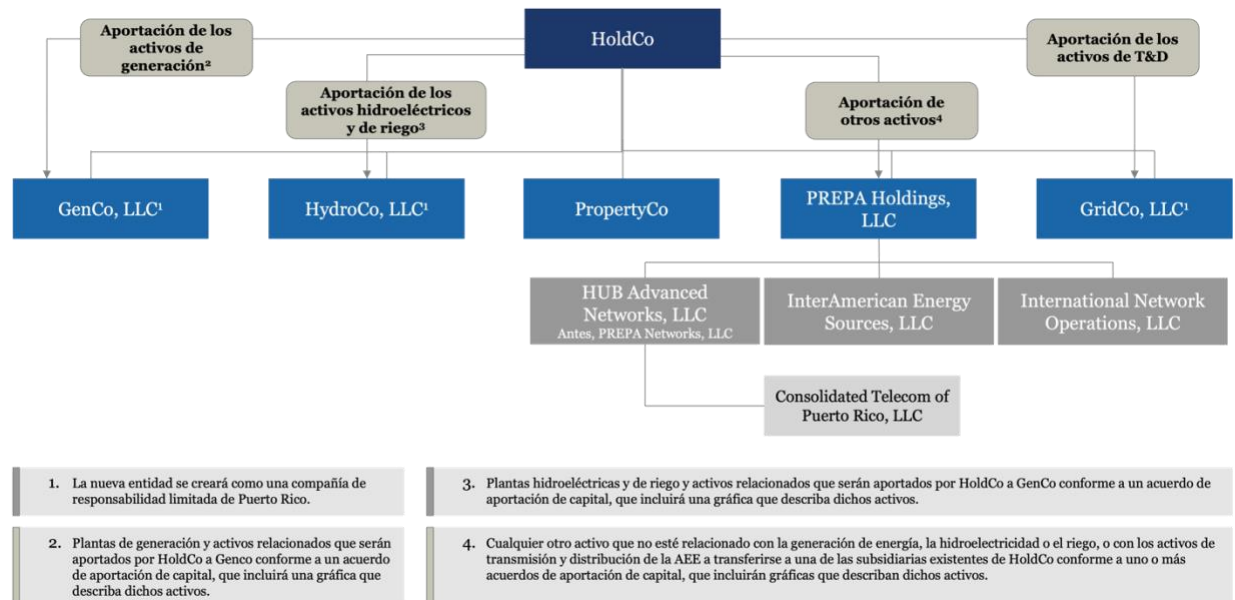 HoldCo
Aportación de los
activos de
generación²
Aportación de los
activos de T&D
Aportación de los
activos hidroeléctricos
y de riego³
Aportación de
otros activos⁴
GenCo, LLC¹
HydroCo, LLC¹
PropertyCo
PREPA Holdings,
LLC
GridCo, LLC¹
HUB Advanced
Networks, LLC
Antes, PREPA Networks, LLC
InterAmerican Energy
Sources, LLC
International Network
Operations, LLC
Consolidated Telecom of
Puerto Rico, LLC
1. La nueva entidad se creará como una compañía de
responsabilidad limitada de Puerto Rico.
2. Plantas de generación y activos relacionados que serán
aportados por HoldCo a Genco conforme a un acuerdo
de aportación de capital, que incluirá una gráfica que
describa dichos activos.
3. Plantas hidroeléctricas y de riego y activos relacionados que serán aportados por HoldCo a GenCo conforme a un acuerdo de
aportación de capital, que incluirá una gráfica que describa dichos activos.
4. Cualquier otro activo que no esté relacionado con la generación de energía, la hidroelectricidad o el riego, o con los activos de
transmisión y distribución de la AEE a transferirse a una de las subsidiarias existentes de HoldCo conforme a uno o más
acuerdos de aportación de capital, que incluirán gráficas que describan dichos activos.